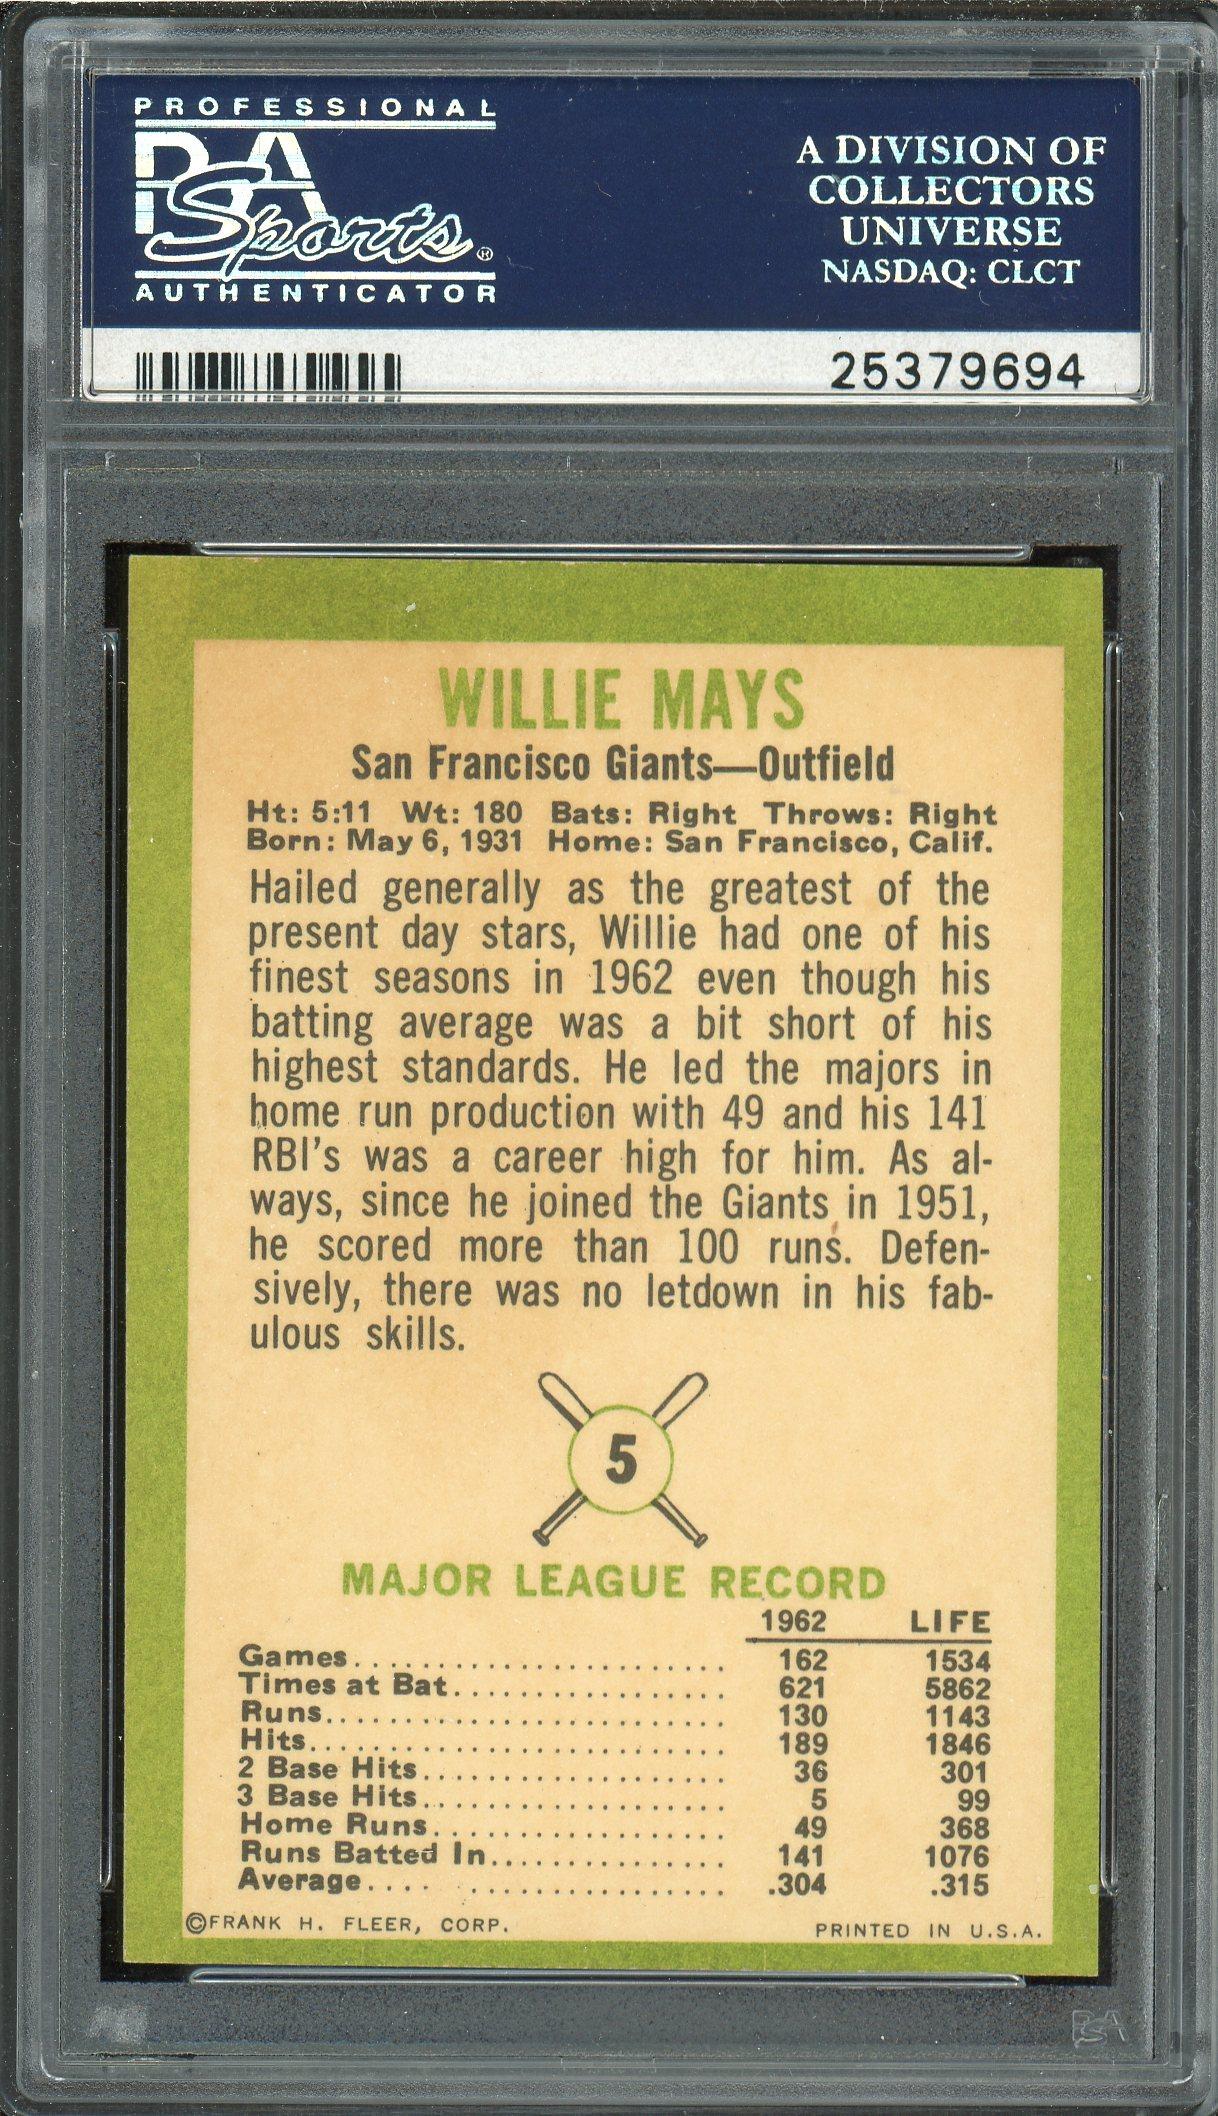 PROFESSIONAL
PSA
Sports®
AUTHENTICATOR
A DIVISION OF
COLLECTORS
UNIVERSE
NASDAQ: CLCT
25379694
WILLIE MAYS
San Francisco Giants—Outfield
Ht: 5:11 Wt: 180 Bats: Right Throws: Right
Born: May 6, 1931 Home: San Francisco, Calif.
Hailed generally as the greatest of the
present day stars, Willie had one of his
finest seasons in 1962 even though his
batting average was a bit short of his
highest standards. He led the majors in
home run production with 49 and his 141
RBI's was a career high for him. As al-
ways, since he joined the Giants in 1951,
he scored more than 100 runs. Defen-
sively, there was no letdown in his fab-
ulous skills.
5
MAJOR LEAGUE RECORD
1962 LIFE
Games........................ 162 1534
Times at Bat.................. 621 5862
Runs......................... 130 1143
Hits.......................... 189 1846
2 Base Hits................... 36 301
3 Base Hits................... 5 99
Home Runs................... 49 368
Runs Batted In............... 141 1076
Average.... ................ .304 .315
©FRANK H. FLEER, CORP. PRINTED IN U.S.A.
PSA